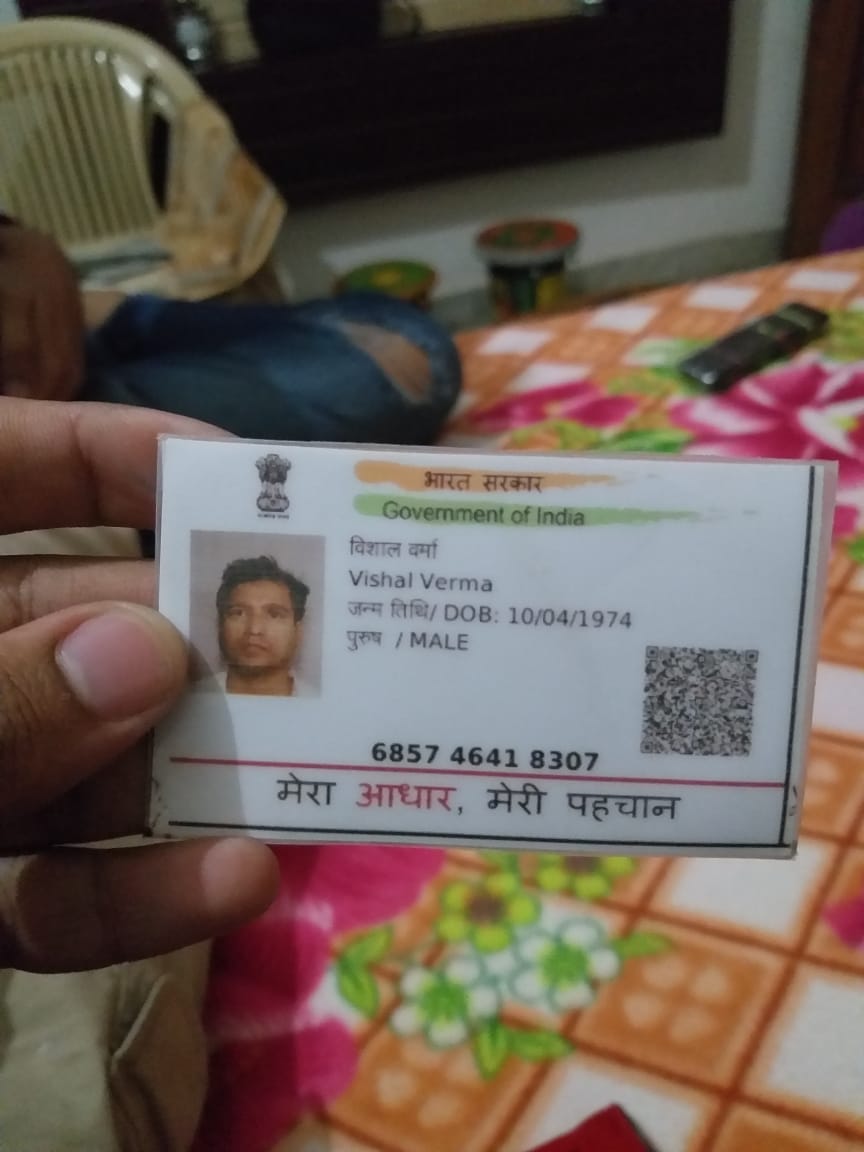 भारत सरकार
Government of India
विशाल वर्मा
Vishal Verma
जन्म तिथि/ DOB: 10/04/1974
पुरुष / MALE
6857 4641 8307
मेरा आधार, मेरी पहचान